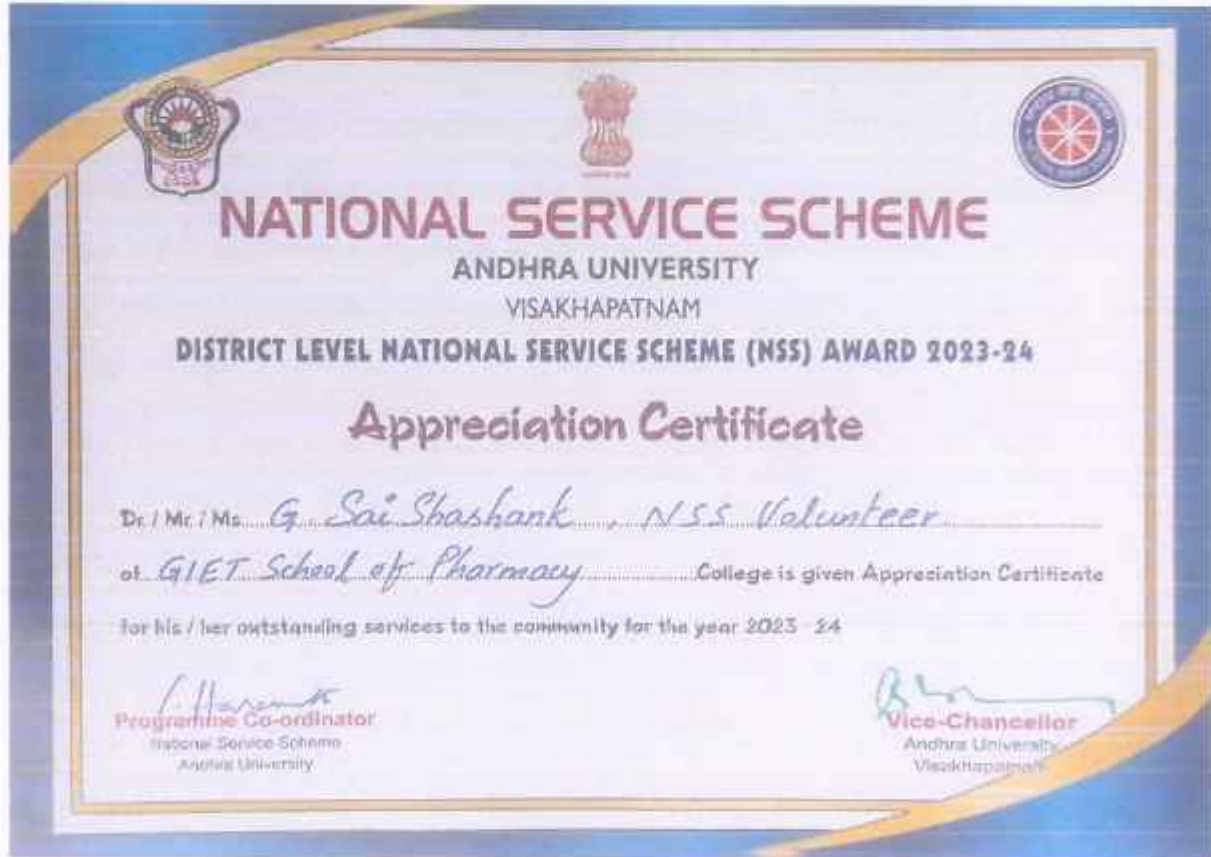 NATIONAL SERVICE SCHEME
ANDHRA UNIVERSITY
VISAKHAPATNAM
DISTRICT LEVEL NATIONAL SERVICE SCHEME (NSS) AWARD 2023-24
Appreciation Certificate
Dr. / Mr. / Ms. G. Sai Shashank, NSS Volunteer
of GIET School of Pharmacy College is given Appreciation Certificate
for his / her outstanding services to the community for the year 2023-24
Programme Co-ordinator
National Service Scheme
Andhra University
Vice-Chancellor
Andhra University
Visakhapatnam